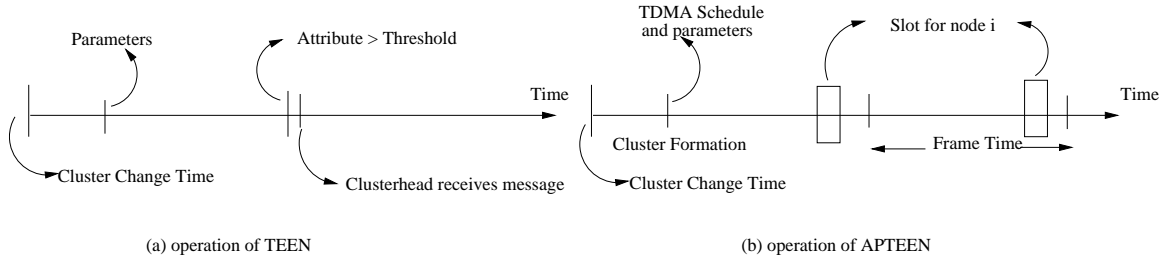 Parameters
Attribute > Threshold
Time
Cluster Change Time
Clusterhead receives message
(a) operation of TEEN
TDMA Schedule
and parameters
Slot for node i
Time
Cluster Formation
Frame Time
Cluster Change Time
(b) operation of APTEEN